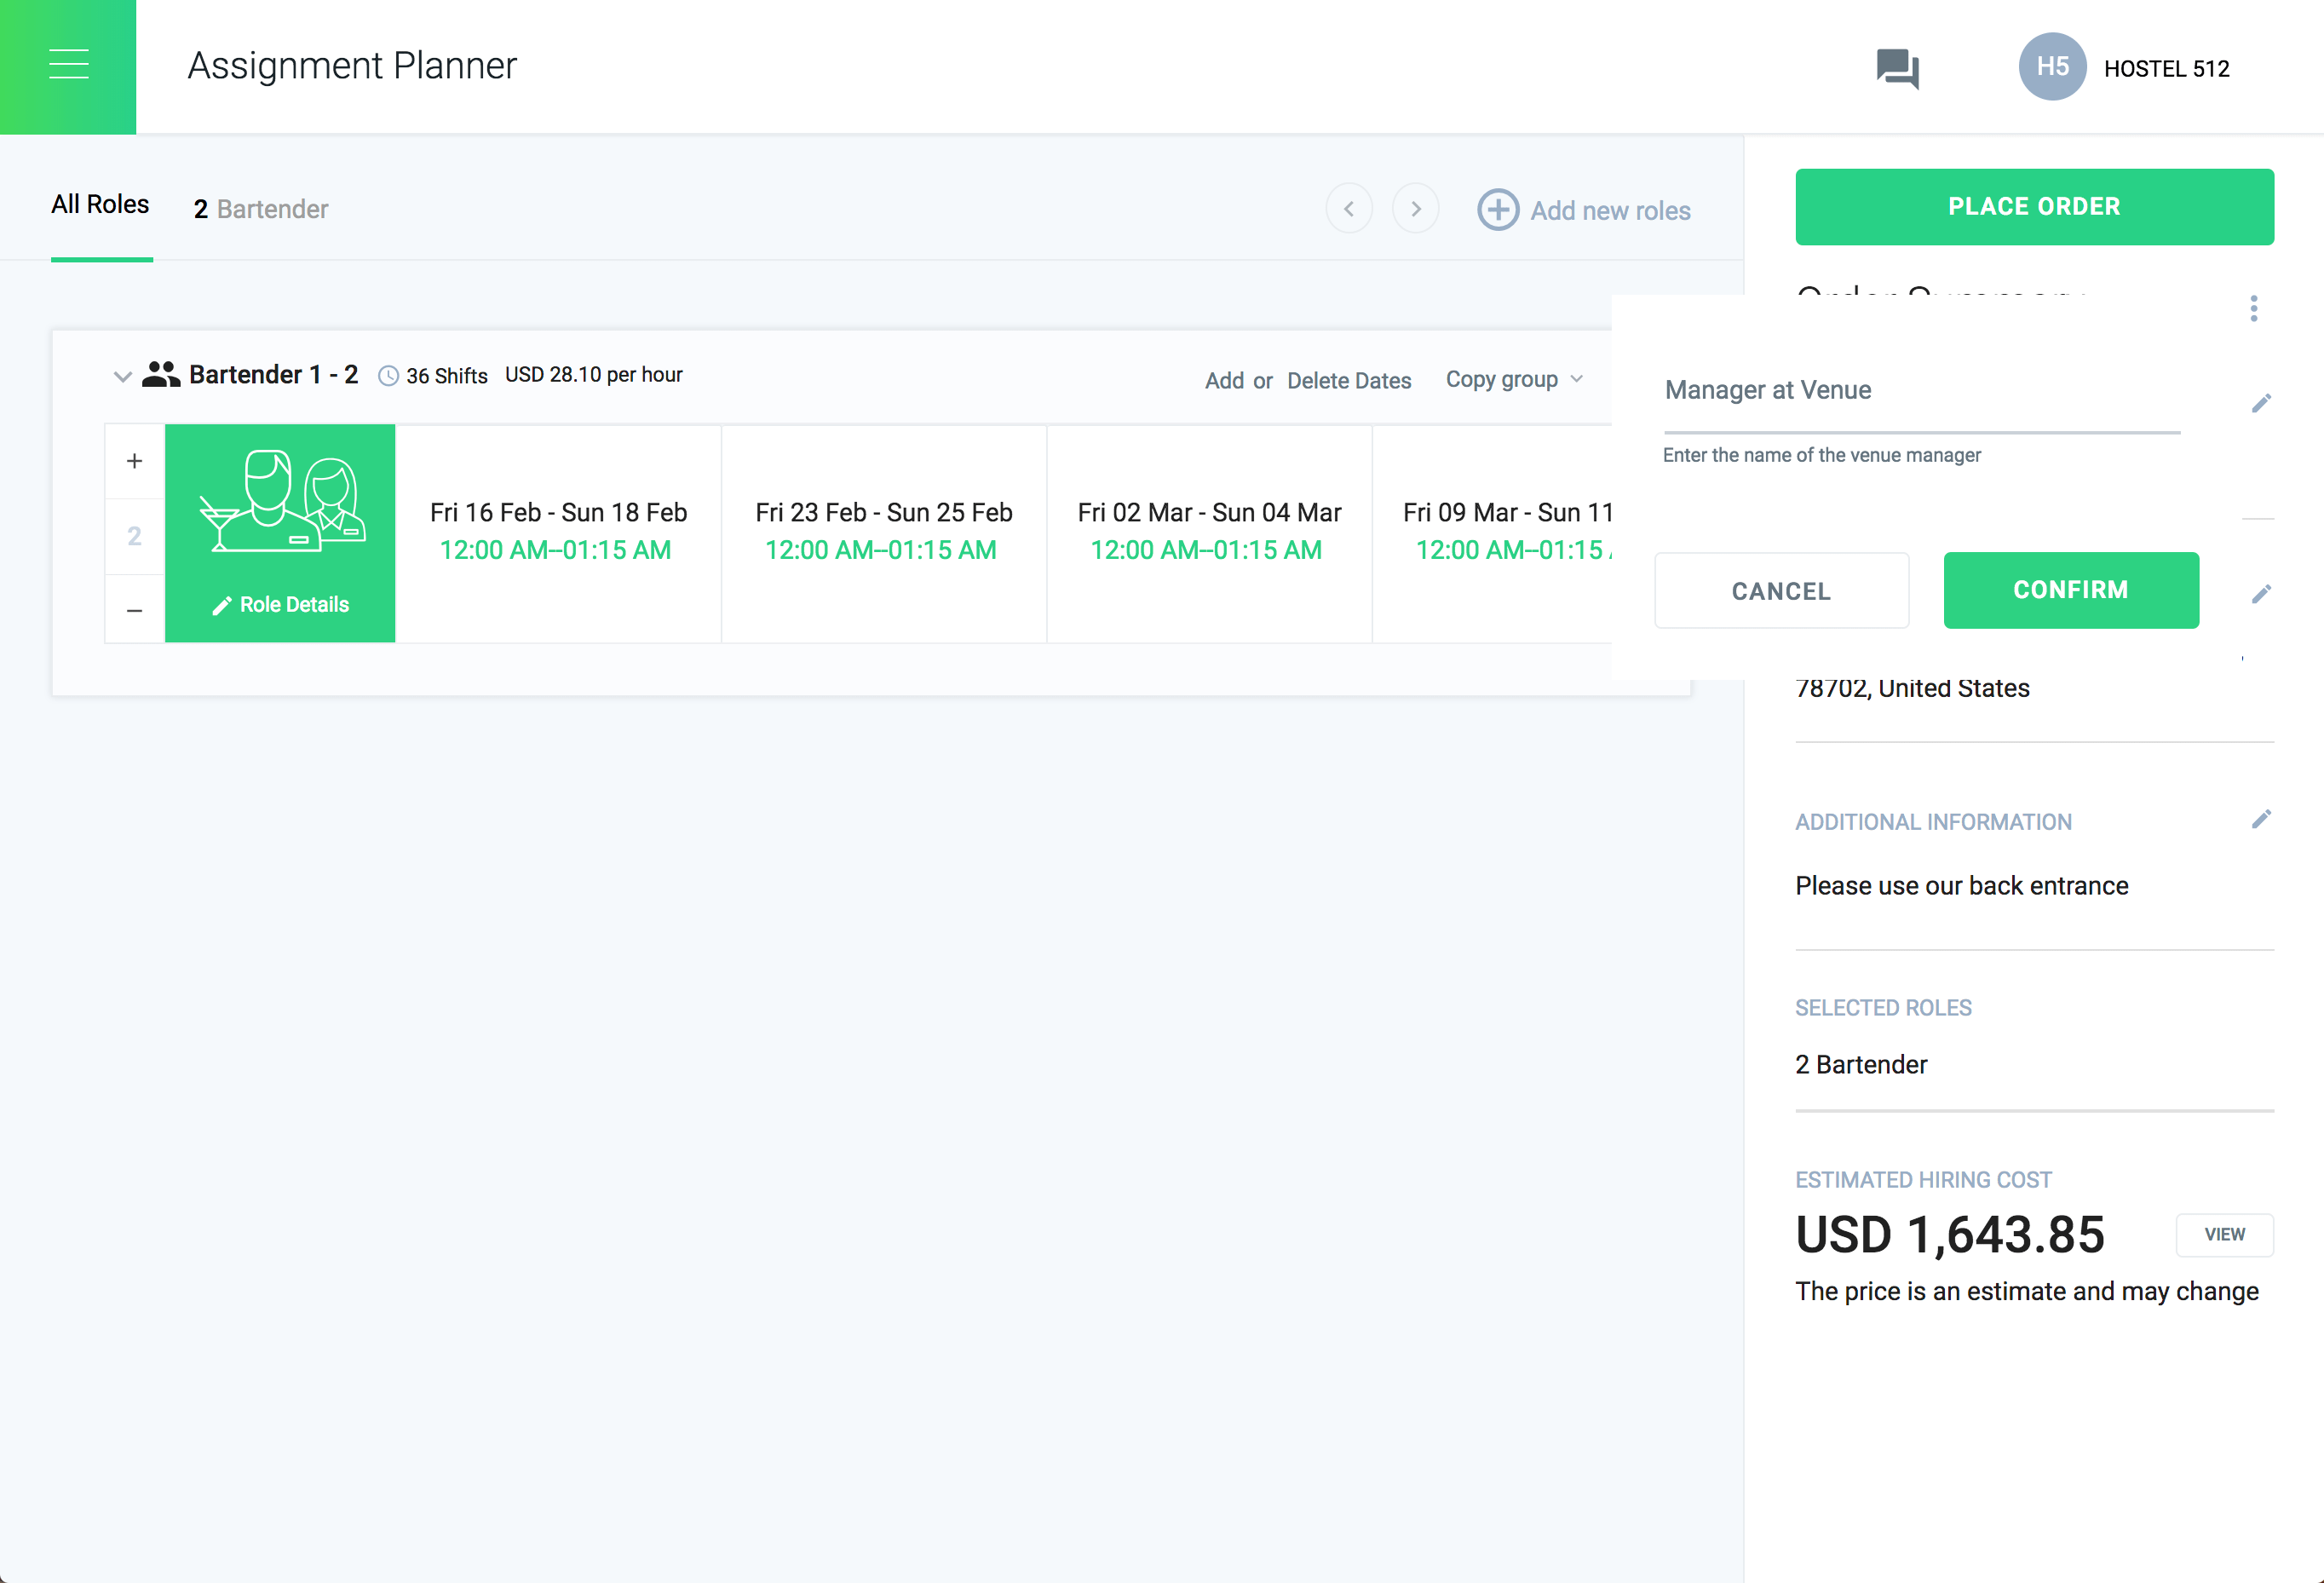 Assignment Planner
H5 HOSTEL 512
All Roles
2 Bartender
Add new roles
PLACE ORDER
Bartender 1 - 2
36 Shifts
USD 28.10 per hour
Add or Delete Dates
Copy group
+
2
–
Role Details
Fri 16 Feb - Sun 18 Feb
12:00 AM--01:15 AM
Fri 23 Feb - Sun 25 Feb
12:00 AM--01:15 AM
Fri 02 Mar - Sun 04 Mar
12:00 AM--01:15 AM
Fri 09 Mar - Sun 11
12:00 AM--01:15
Manager at Venue
Enter the name of the venue manager
CANCEL
CONFIRM
78702, United States
ADDITIONAL INFORMATION
Please use our back entrance
SELECTED ROLES
2 Bartender
ESTIMATED HIRING COST
USD 1,643.85
VIEW
The price is an estimate and may change